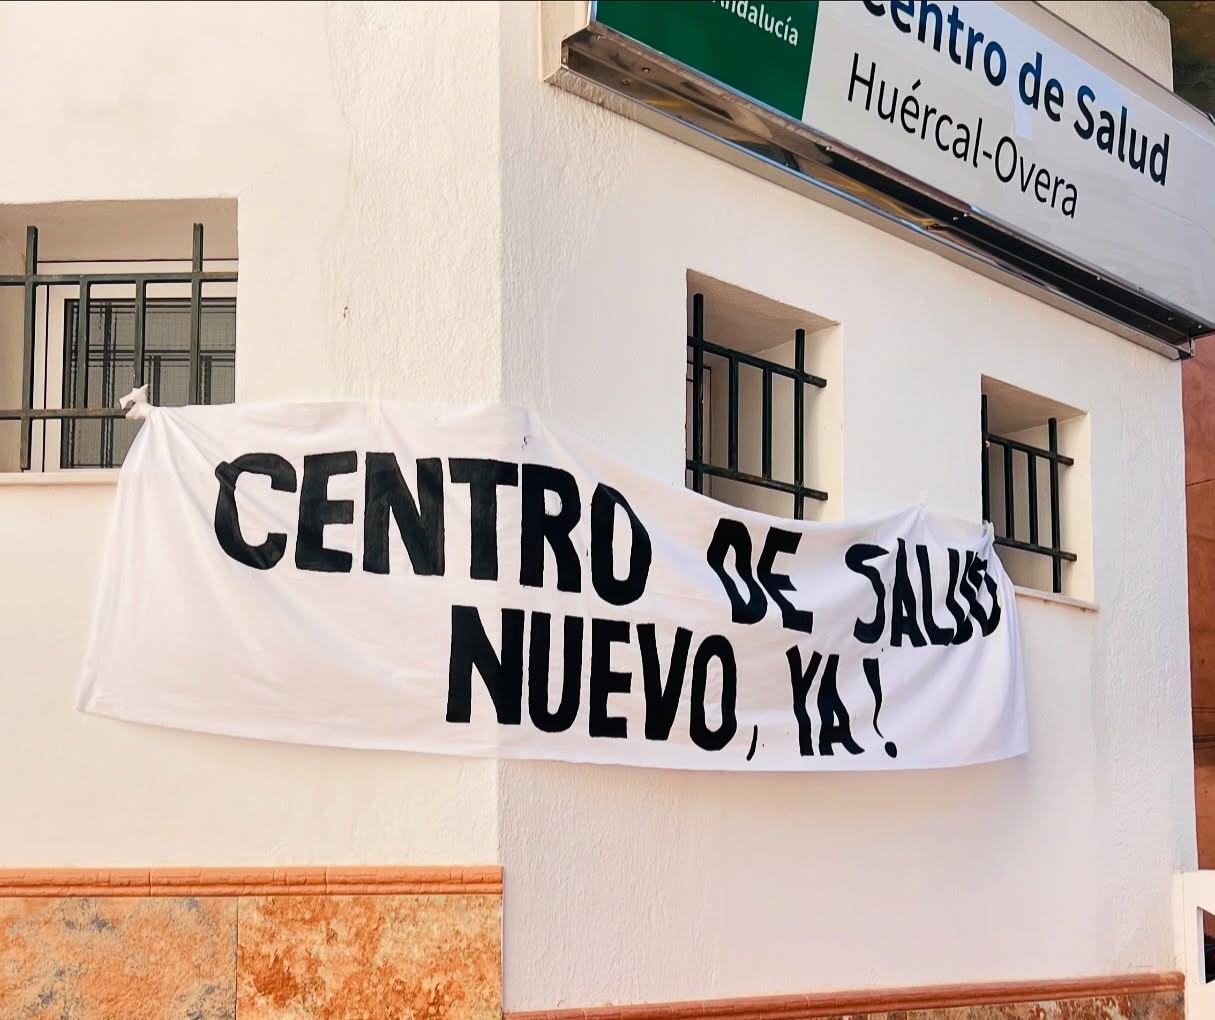 Andalucía
Centro de Salud
Huércal-Overa
CENTRO DE SALUD
NUEVO, YA!